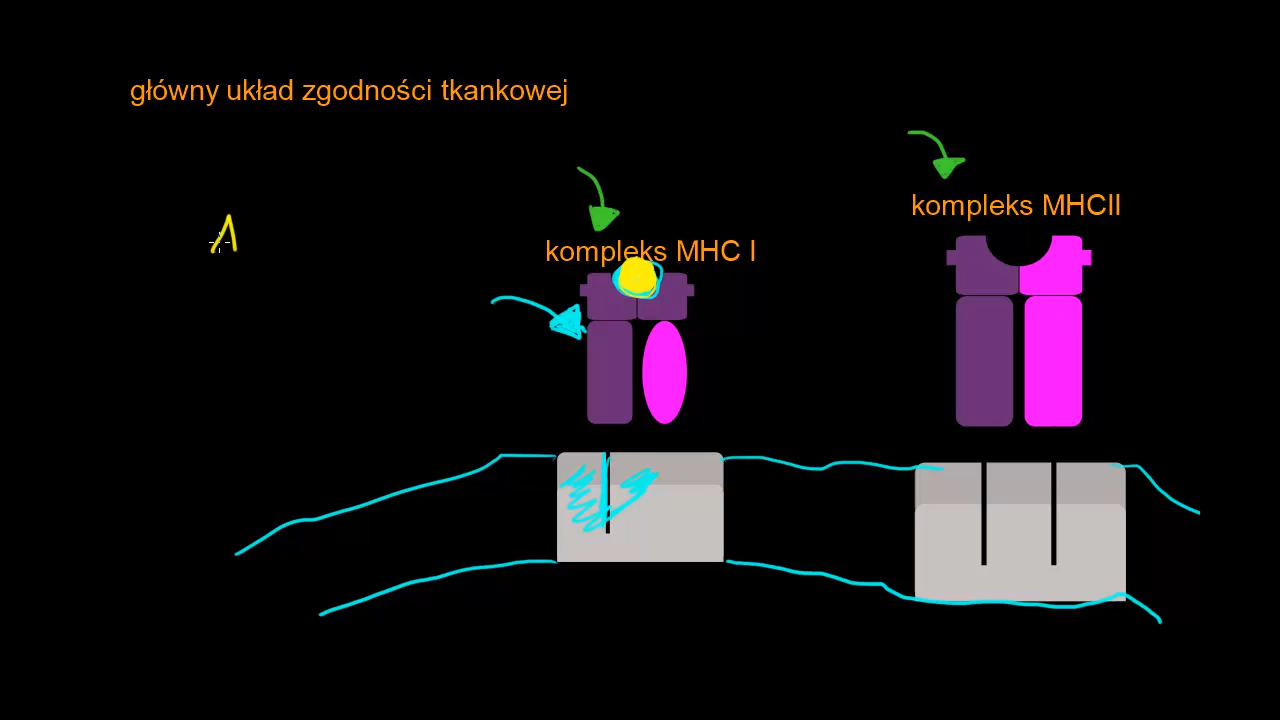 główny układ zgodności tkankowej
kompleks MHCII
kompleks MHC I